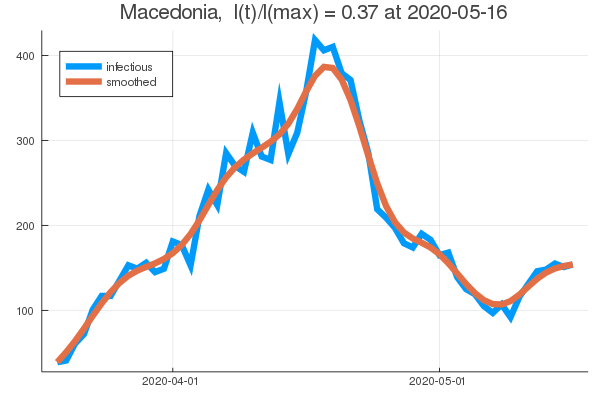 Macedonia,  I(t)/I(max) = 0.37 at 2020-05-16
400
infectious
smoothed
300
200
100
2020-04-01
2020-05-01